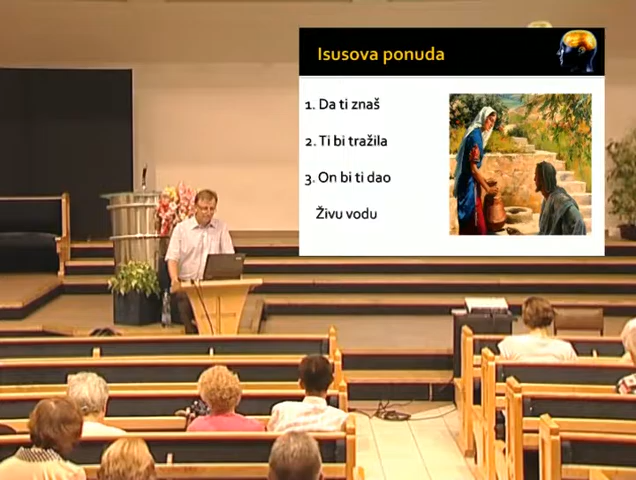 Isusova ponuda
1. Da ti znaš
2. Ti bi tražila
3. On bi ti dao
Živu vodu